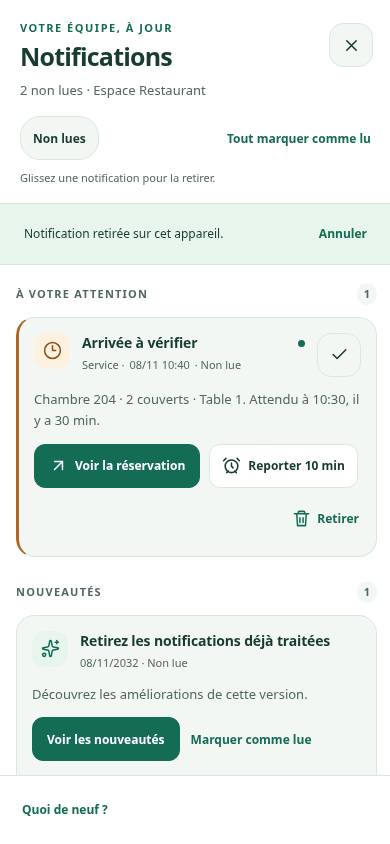 VOTRE ÉQUIPE, À JOUR
Notifications
2 non lues · Espace Restaurant
Non lues
Tout marquer comme lu
Glissez une notification pour la retirer.
Notification retirée sur cet appareil.
Annuler
À VOTRE ATTENTION
1
Arrivée à vérifier
Service · 08/11 10:40 · Non lue
Chambre 204 · 2 couverts · Table 1. Attendu à 10:30, il
y a 30 min.
Voir la réservation
Reporter 10 min
Retirer
NOUVEAUTÉS
1
Retirez les notifications déjà traitées
08/11/2032 · Non lue
Découvrez les améliorations de cette version.
Voir les nouveautés
Marquer comme lue
Quoi de neuf ?